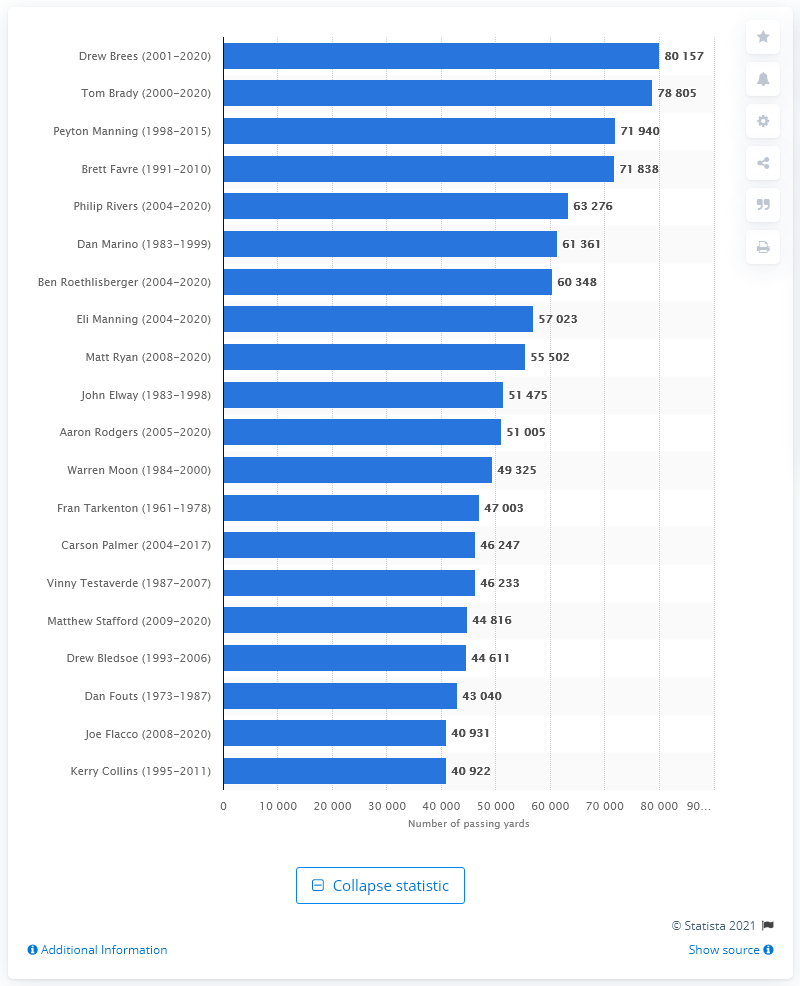 Drew Brees (2001-2020) 80 157
Tom Brady (2000-2020) 78 805
Peyton Manning (1998-2015) 71 940
Brett Favre (1991-2010) 71 838
Philip Rivers (2004-2020) 63 276
Dan Marino (1983-1999) 61 361
Ben Roethlisberger (2004-2020) 60 348
Eli Manning (2004-2020) 57 023
Matt Ryan (2008-2020) 55 502
John Elway (1983-1998) 51 475
Aaron Rodgers (2005-2020) 51 005
Warren Moon (1984-2000) 49 325
Fran Tarkenton (1961-1978) 47 003
Carson Palmer (2004-2017) 46 247
Vinny Testaverde (1987-2007) 46 233
Matthew Stafford (2009-2020) 44 816
Drew Bledsoe (1993-2006) 44 611
Dan Fouts (1973-1987) 43 040
Joe Flacco (2008-2020) 40 931
Kerry Collins (1995-2011) 40 922
0 10 000 20 000 30 000 40 000 50 000 60 000 70 000 80 000 90...
Number of passing yards
Collapse statistic
© Statista 2021
Additional Information Show source